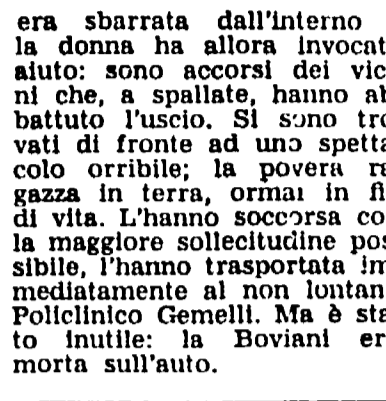 era sbarrata dall'interno
la donna ha allora invocat
aiuto: sono accorsi dei vic
ni che, a spallate, hanno ab
battuto l'uscio. Si sono tro
vati di fronte ad uno spetta
colo orribile; la povera ra
gazza in terra, ormai in fi
di vita. L'hanno soccorsa co
la maggiore sollecitudine pos
sibile, l'hanno trasportata im
mediatamente al non lontan
Policlinico Gemelli. Ma è sta
to inutile: la Boviani er
morta sull'auto.